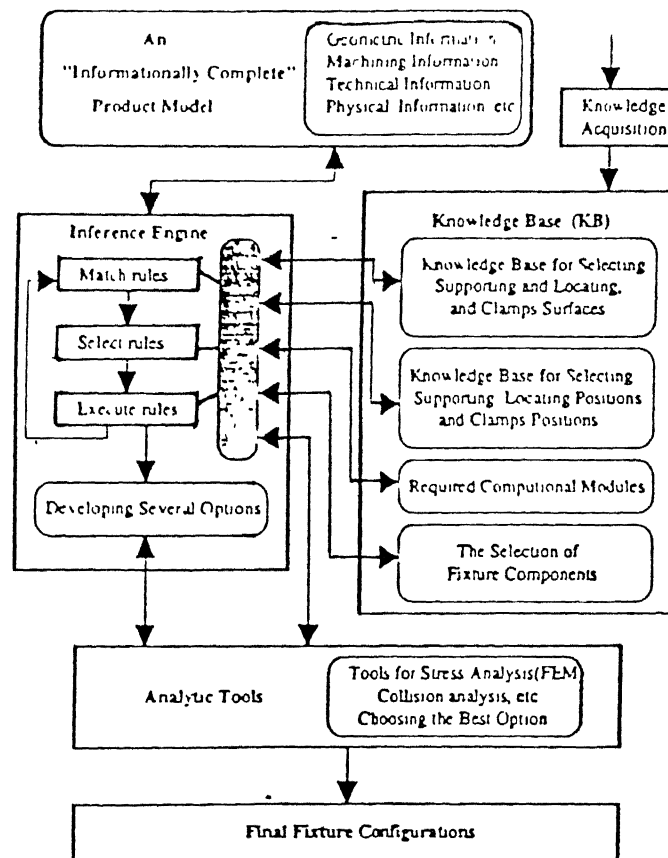 An
"Informationally Complete"
Product Model
Geometric Information
Machining Information
Technical Information
Physical Information etc
Knowledge
Acquisition
Inference Engine
Match rules
Select rules
Execute rules
Developing Several Options
Knowledge Base (KB)
Knowledge Base for Selecting
Supporting and Locating,
and Clamps Surfaces
Knowledge Base for Selecting
Supporting Locating Positions
and Clamps Positions
Required Computional Modules
The Selection of
Fixture Components
Analytic Tools
Tools for Stress Analysis(FEM)
Collision analysis, etc
Choosing the Best Option
Final Fixture Configurations